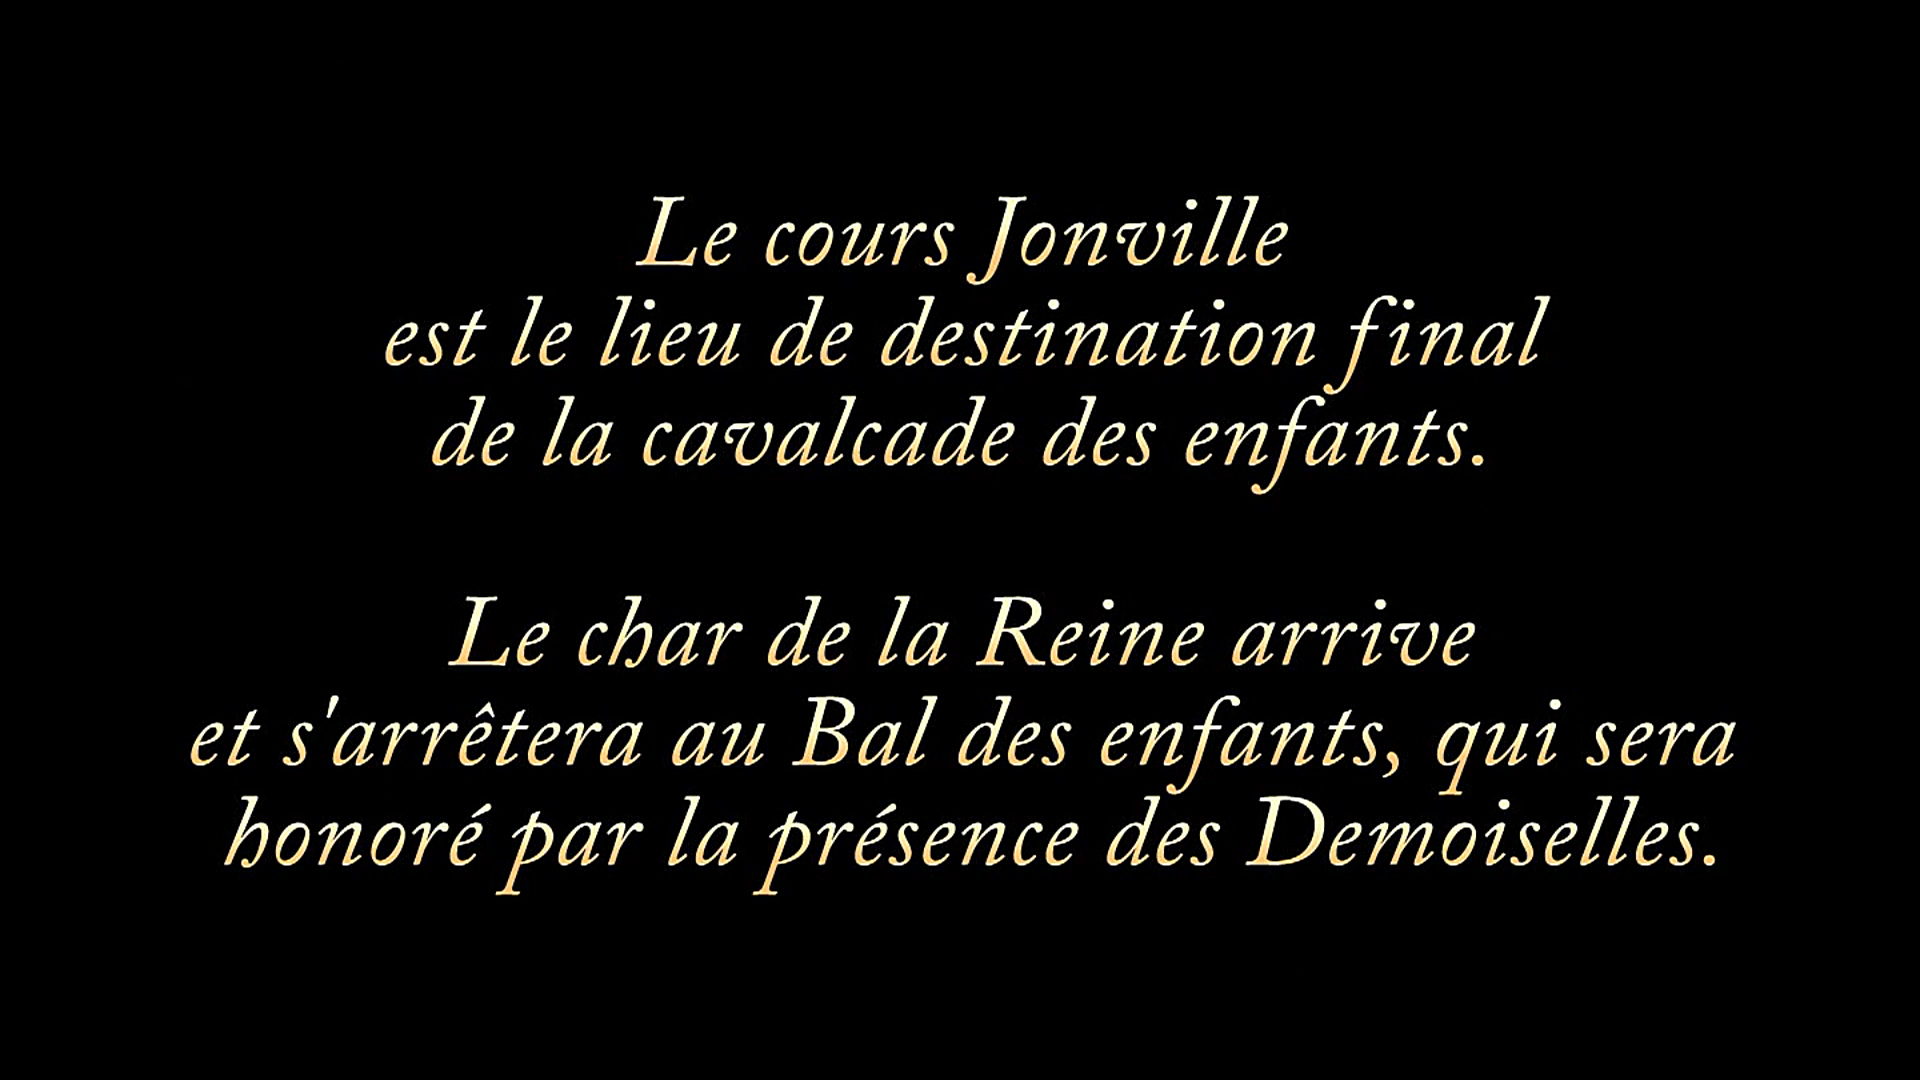 Le cours Jonville
est le lieu de destination final
de la cavalcade des enfants.
Le char de la Reine arrive
et s'arrêtera au Bal des enfants, qui sera
honoré par la présence des Demoiselles.